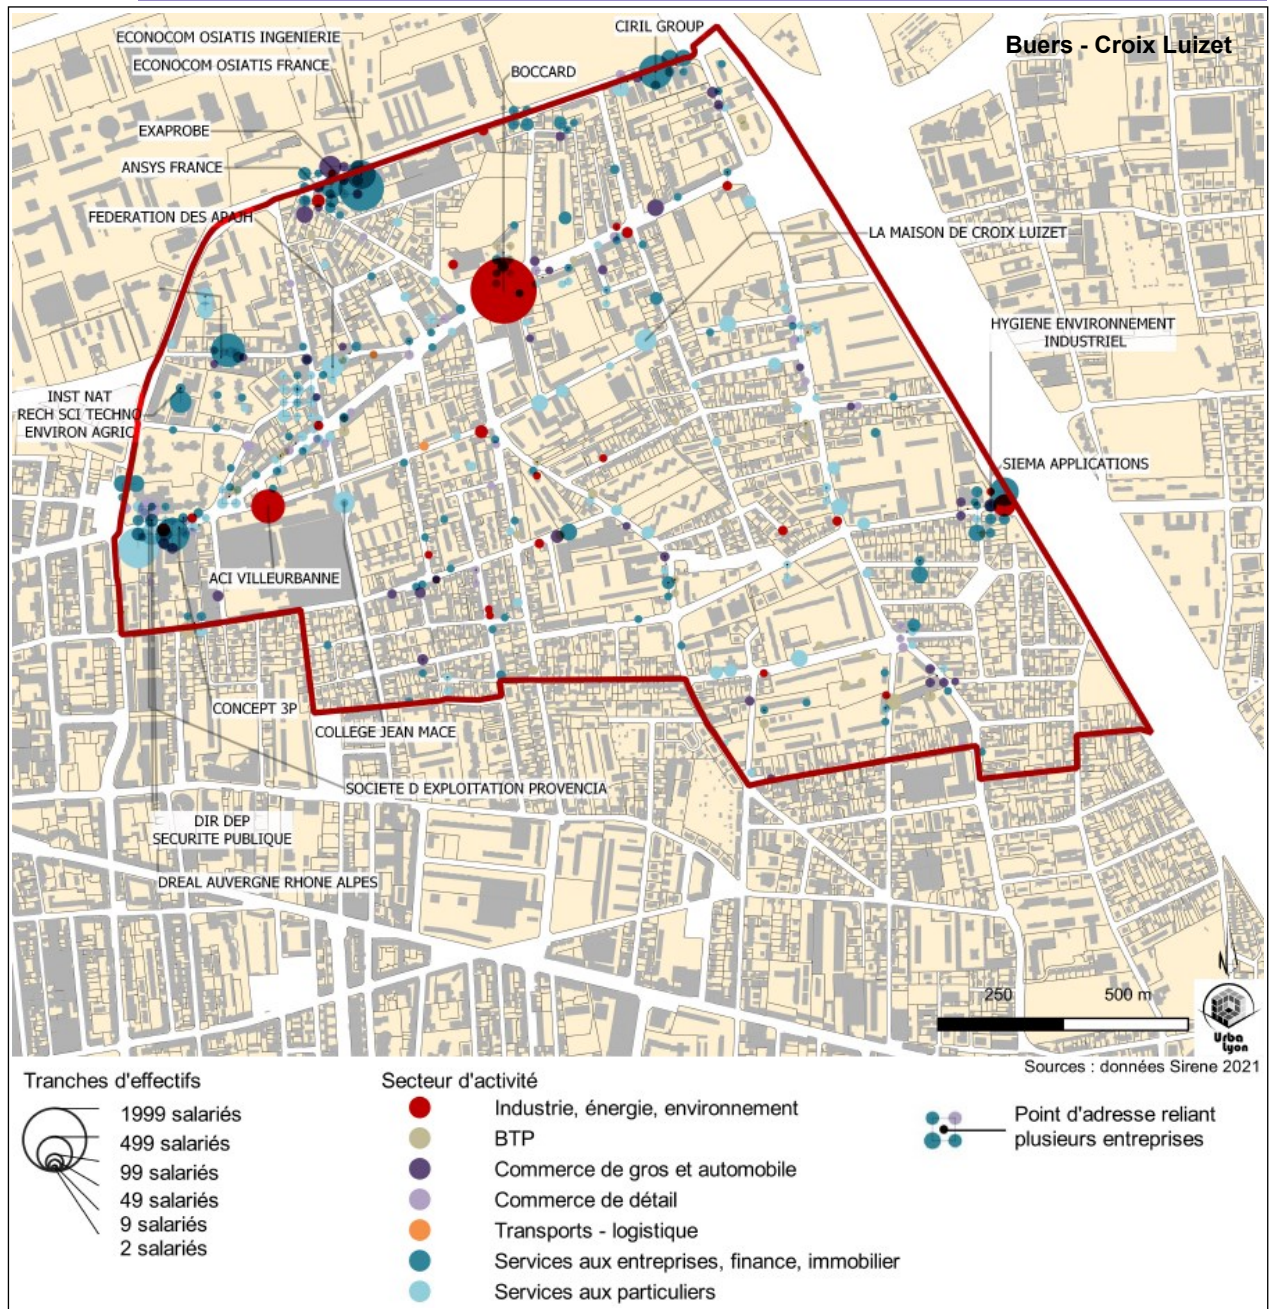 Buers - Croix Luizet
CIRIL GROUP
ECONOCOM OSIATIS INGENIERIE
ECONOCOM OSIATIS FRANCE
BOCCARD
EXAPROBE
ANSYS FRANCE
FEDERATION DES APAJH
LA MAISON DE CROIX LUIZET
HYGIENE ENVIRONNEMENT
INDUSTRIEL
INST NAT
RECH SCI TECHNO
ENVIRON AGRIC
SIEMA APPLICATIONS
ACI VILLEURBANNE
CONCEPT 3P
COLLEGE JEAN MACE
SOCIETE D EXPLOITATION PROVENCIA
DIR DEP
SECURITE PUBLIQUE
DREAL AUVERGNE RHONE ALPES
N
250 500 m
Urba
Lyon
Sources : données Sirene 2021
Tranches d'effectifs
1999 salariés
499 salariés
99 salariés
49 salariés
9 salariés
2 salariés
Secteur d'activité
Industrie, énergie, environnement
BTP
Commerce de gros et automobile
Commerce de détail
Transports - logistique
Services aux entreprises, finance, immobilier
Services aux particuliers
Point d'adresse reliant
plusieurs entreprises